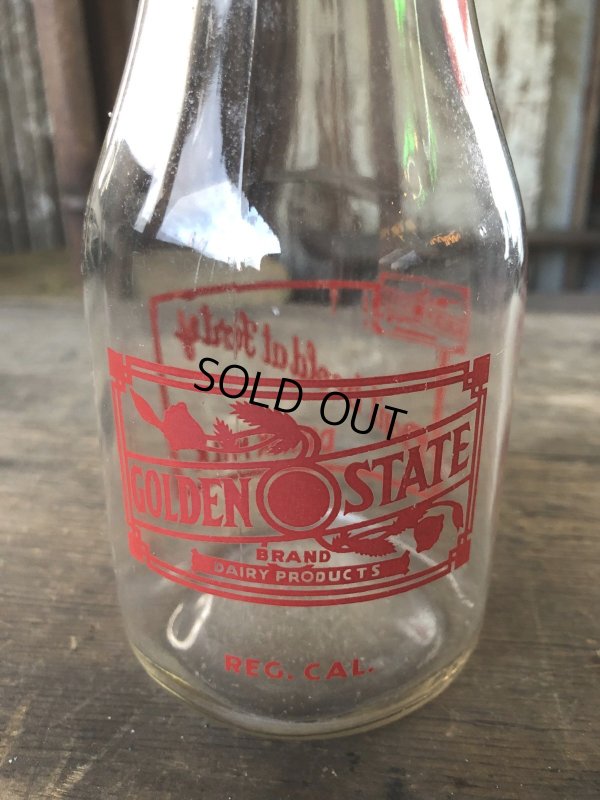 SOLD OUT
GOLDEN STATE
BRAND
DAIRY PRODUCTS
REG. CAL.